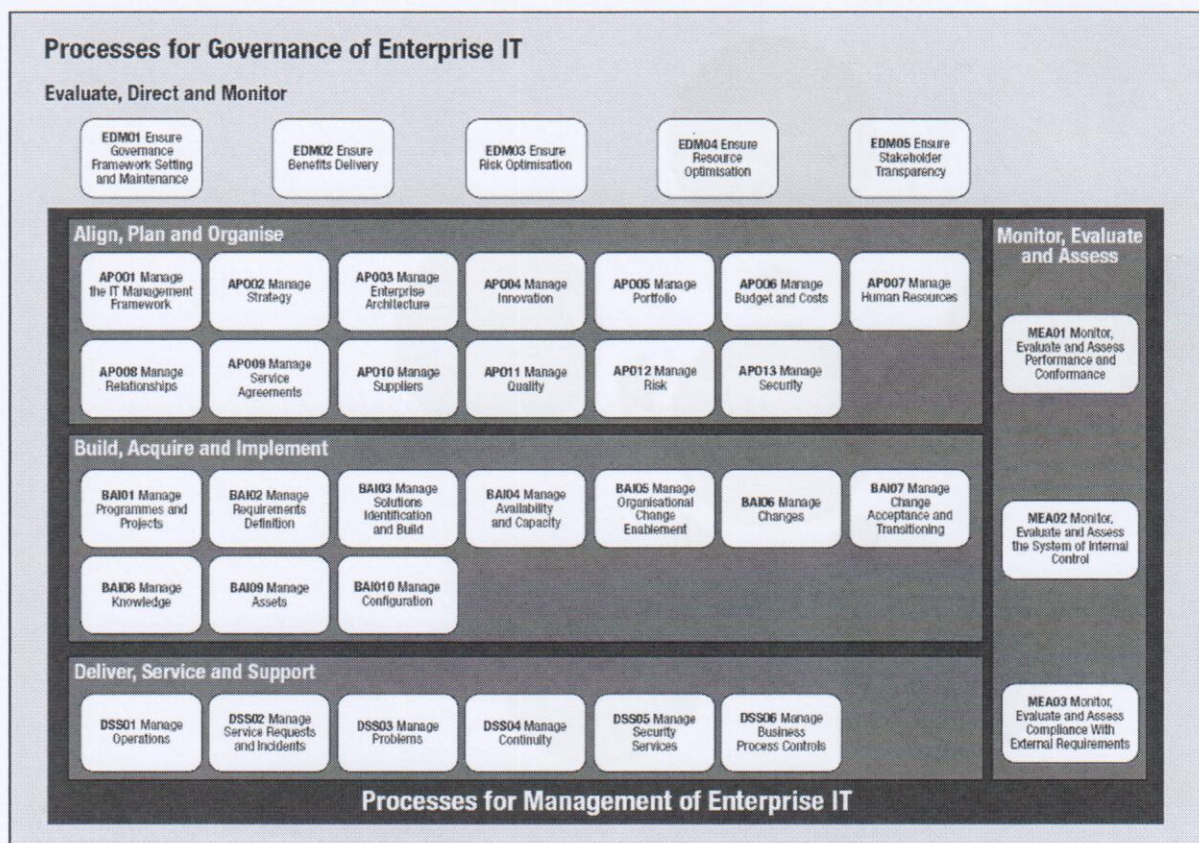 Processes for Governance of Enterprise IT
Evaluate, Direct and Monitor
EDM01 Ensure
Governance
Framework Setting
and Maintenance
EDM02 Ensure
Benefits Delivery
EDM03 Ensure
Risk Optimisation
EDM04 Ensure
Resource
Optimisation
EDM05 Ensure
Stakeholder
Transparency
Align, Plan and Organise
APO01 Manage
the IT Management
Framework
APO02 Manage
Strategy
APO03 Manage
Enterprise
Architecture
APO04 Manage
Innovation
APO05 Manage
Portfolio
APO06 Manage
Budget and Costs
APO07 Manage
Human Resources
APO08 Manage
Relationships
APO09 Manage
Service
Agreements
APO10 Manage
Suppliers
APO11 Manage
Quality
APO12 Manage
Risk
APO13 Manage
Security
Build, Acquire and Implement
BAI01 Manage
Programmes and
Projects
BAI02 Manage
Requirements
Definition
BAI03 Manage
Solutions
Identification
and Build
BAI04 Manage
Availability
and Capacity
BAI05 Manage
Organisational
Change
Enablement
BAI06 Manage
Changes
BAI07 Manage
Change
Acceptance and
Transitioning
BAI08 Manage
Knowledge
BAI09 Manage
Assets
BAI010 Manage
Configuration
Deliver, Service and Support
DSS01 Manage
Operations
DSS02 Manage
Service Requests
and Incidents
DSS03 Manage
Problems
DSS04 Manage
Continuity
DSS05 Manage
Security
Services
DSS06 Manage
Business
Process Controls
Monitor, Evaluate
and Assess
MEA01 Monitor,
Evaluate and Assess
Performance and
Conformance
MEA02 Monitor,
Evaluate and Assess
the System of Internal
Control
MEA03 Monitor,
Evaluate and Assess
Compliance With
External Requirements
Processes for Management of Enterprise IT